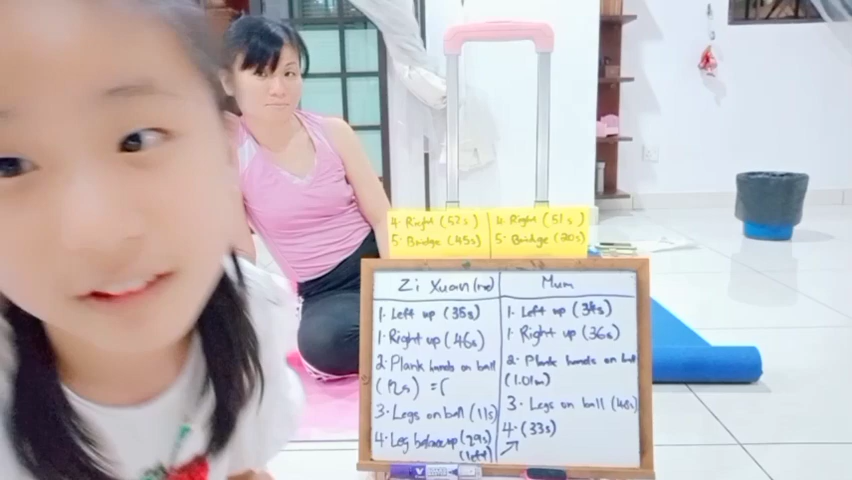 4. Right (52s)
5. Bridge (45s)
4. Right (51s)
5. Bridge (20s)
Zi Xuan (me)
1. Left up (35s)
1. Right up (46s)
2. Plank hands on ball
(12s) =(
3. Legs on ball (11s)
4. Leg balance up (29s)
(left)
Mum
1. Left up (34s)
1. Right up (36s)
2. Plank hands on ball
(1.01m)
3. Legs on ball (48s)
4. (33s)